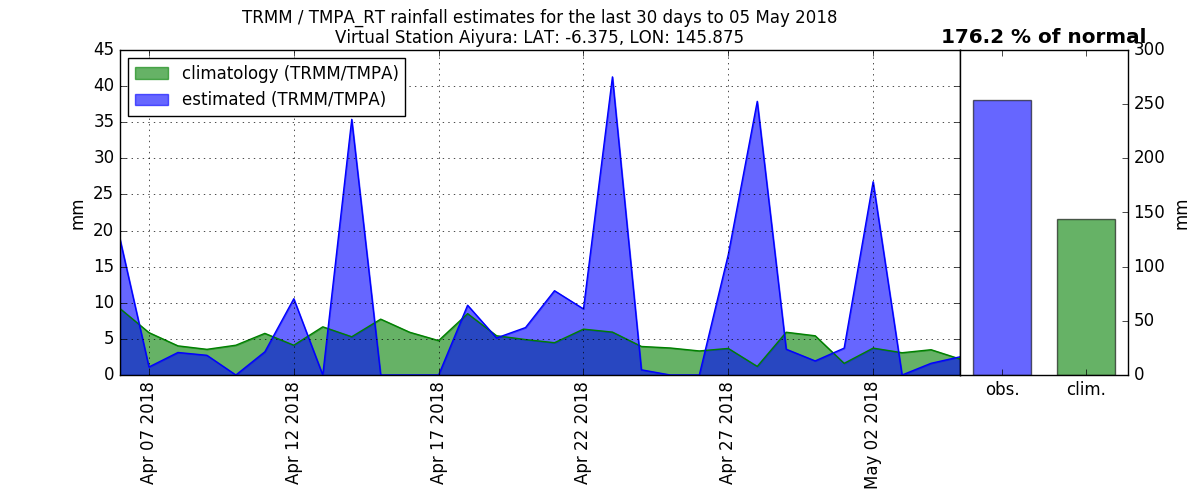 TRMM / TMPA_RT rainfall estimates for the last 30 days to 05 May 2018
Virtual Station Aiyura: LAT: -6.375, LON: 145.875
176.2 % of normal
climatology (TRMM/TMPA)
estimated (TRMM/TMPA)
mm
45
40
35
30
25
20
15
10
5
0
Apr 07 2018
Apr 12 2018
Apr 17 2018
Apr 22 2018
Apr 27 2018
May 02 2018
300
250
200
150
100
50
0
mm
obs.
clim.